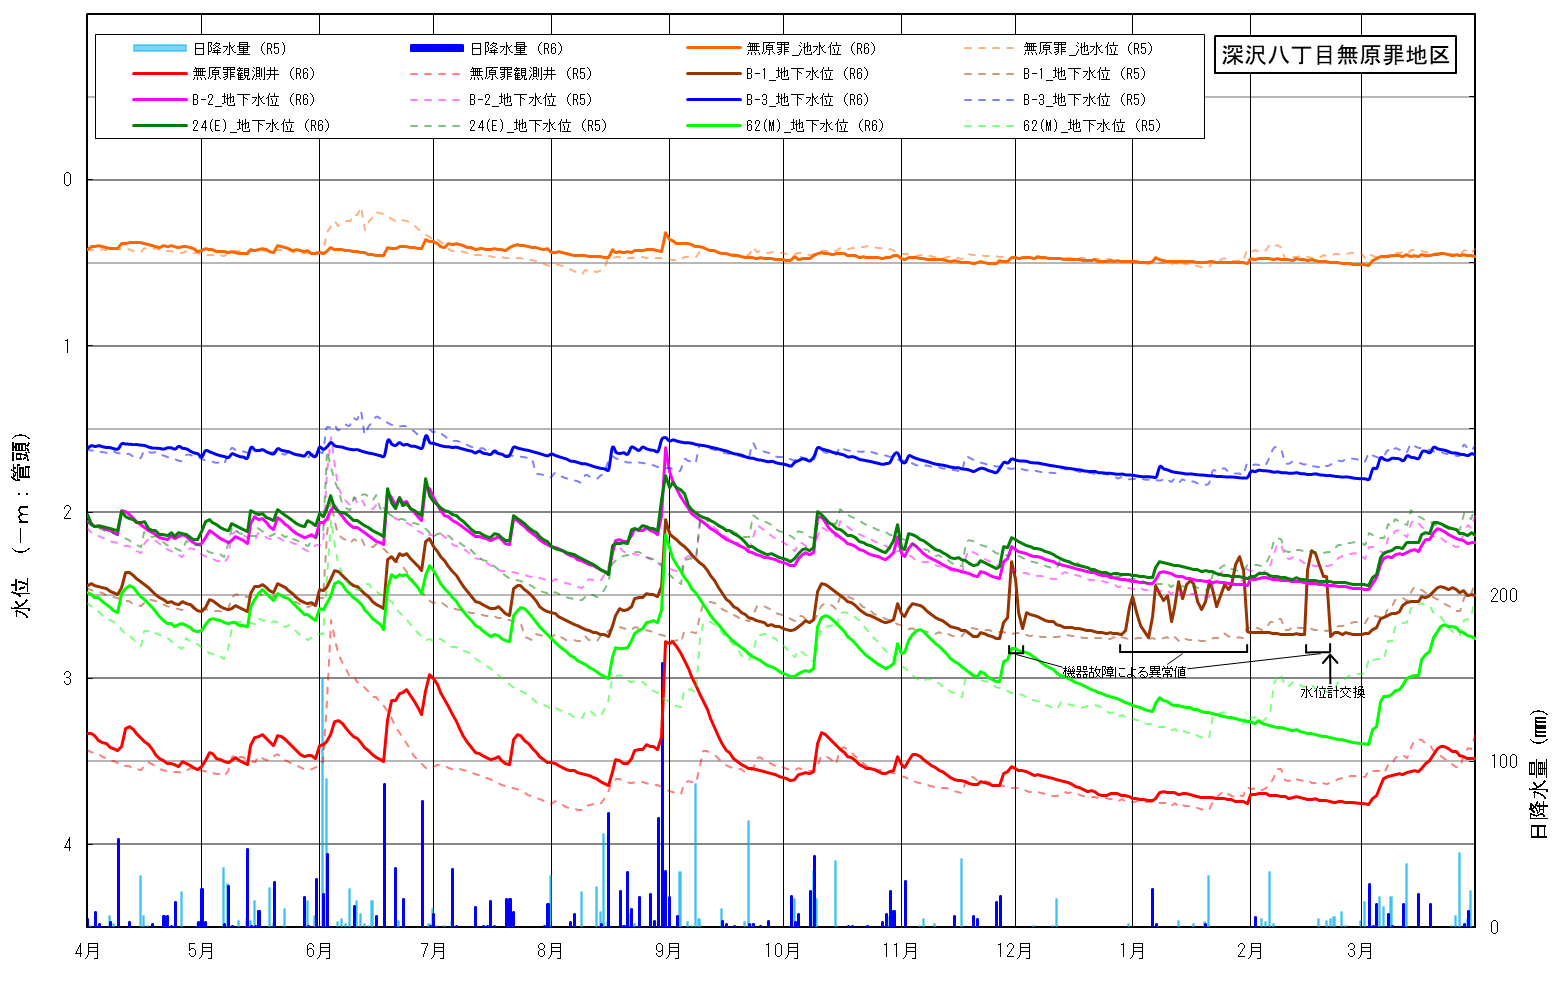 深沢八丁目無原罪地区
日降水量 (R5) 日降水量 (R6) 無原罪_池水位 (R6) 無原罪_池水位 (R5)
無原罪観測井 (R6) 無原罪観測井 (R5) B-1_地下水位 (R6) B-1_地下水位 (R5)
B-2_地下水位 (R6) B-2_地下水位 (R5) B-3_地下水位 (R6) B-3_地下水位 (R5)
24(E)_地下水位 (R6) 24(E)_地下水位 (R5) 62(M)_地下水位 (R6) 62(M)_地下水位 (R5)
0
1
2
3
4
水位 (－m：管頭)
200
100
0
日降水量 (㎜)
機器故障による異常値
水位計交換
4月 5月 6月 7月 8月 9月 10月 11月 12月 1月 2月 3月